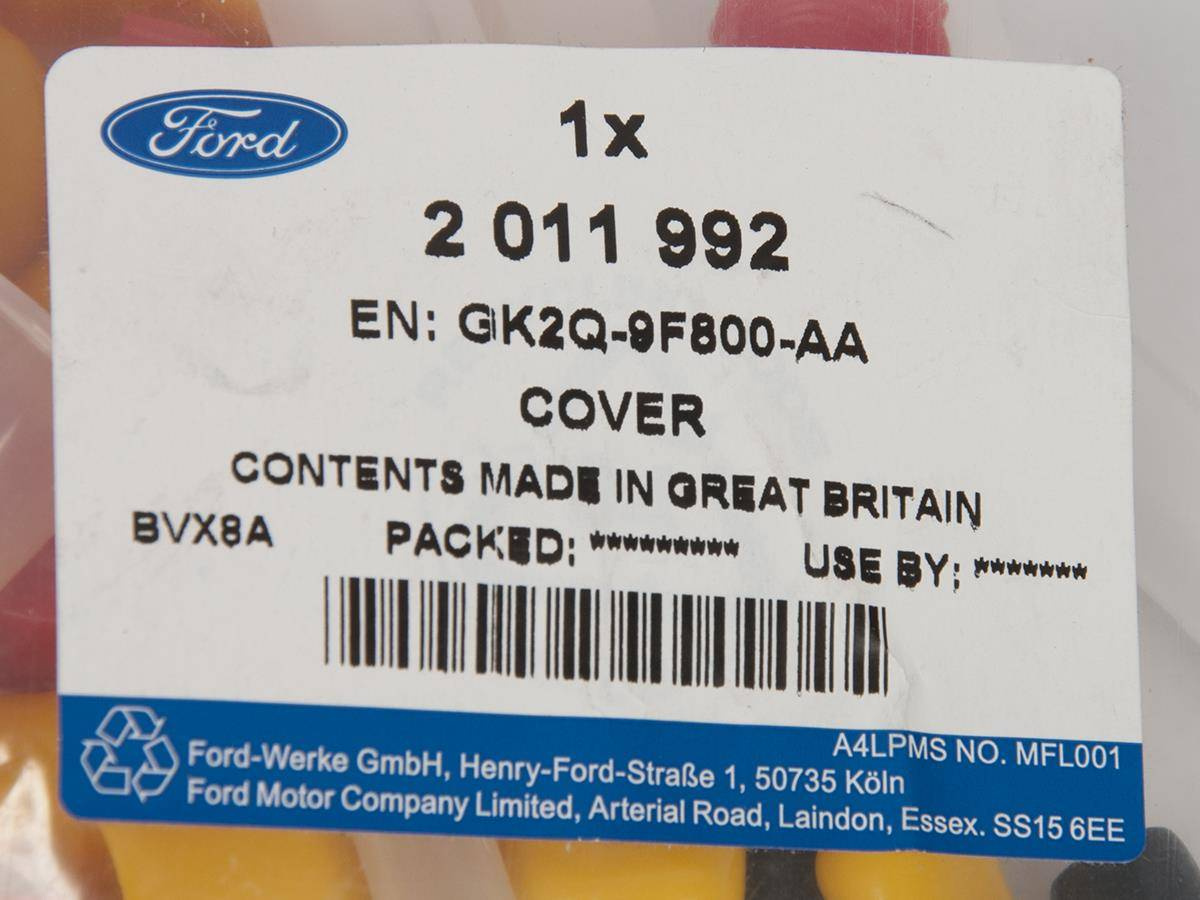 Ford
1x
2 011 992
EN: GK2Q-9F800-AA
COVER
CONTENTS MADE IN GREAT BRITAIN
BVX8A PACKED: ********* USE BY: *******
A4LPMS NO. MFL001
Ford-Werke GmbH, Henry-Ford-Straße 1, 50735 Köln
Ford Motor Company Limited, Arterial Road, Laindon, Essex. SS15 6EE